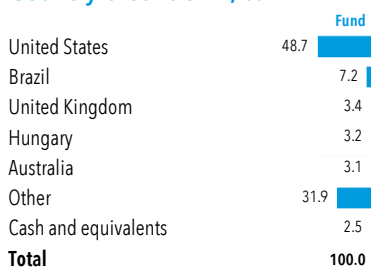 Fund
United States 48.7
Brazil 7.2
United Kingdom 3.4
Hungary 3.2
Australia 3.1
Other 31.9
Cash and equivalents 2.5
Total 100.0